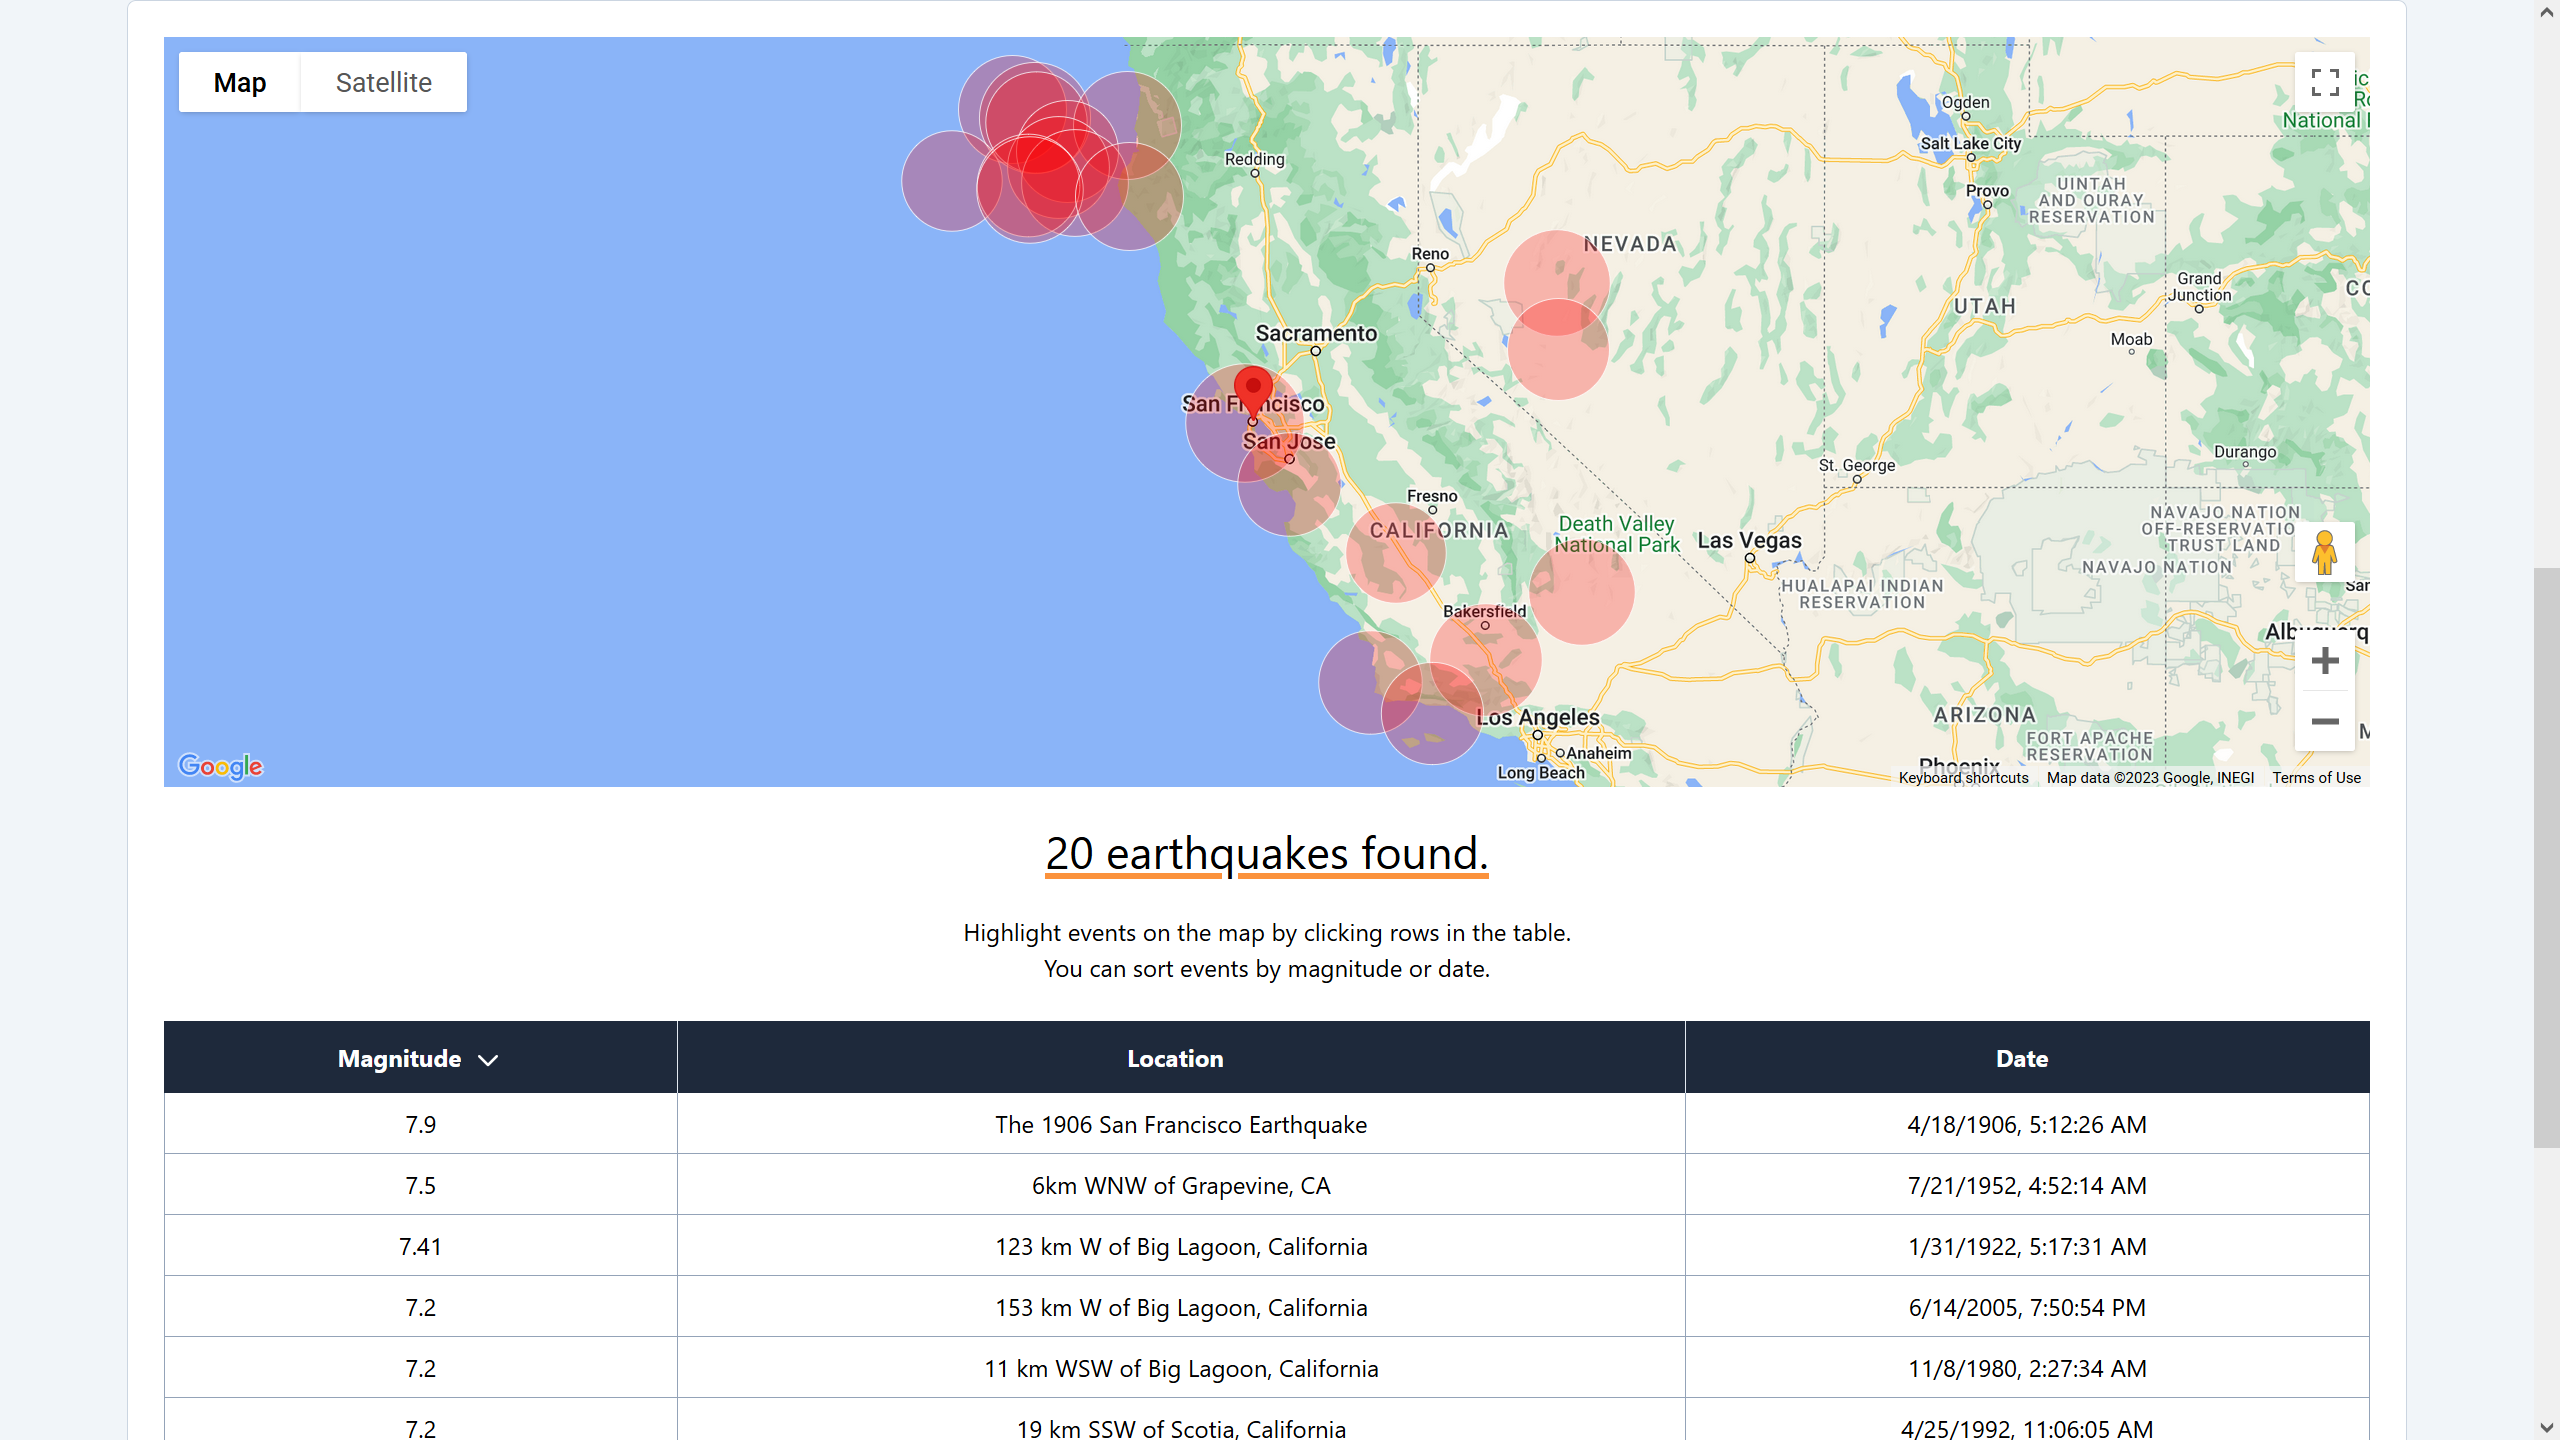 Map
Satellite
Ogden
National
Salt Lake City
Redding
Provo
UINTAH
AND OURAY
RESERVATION
NEVADA
Reno
Grand
Junction
UTAH
Sacramento
Moab
San Francisco
San Jose
Durango
St. George
Fresno
CALIFORNIA
Death Valley
National Park
Las Vegas
NAVAJO NATION
OFF-RESERVATIO
TRUST LAND
NAVAJO NATION
HUALAPAI INDIAN
RESERVATION
Bakersfield
Los Angeles
ARIZONA
Anaheim
FORT APACHE
RESERVATION
Long Beach
Phoenix
Google
Keyboard shortcuts
Map data ©2023 Google, INEGI
Terms of Use
20 earthquakes found.
Highlight events on the map by clicking rows in the table.
You can sort events by magnitude or date.
Magnitude Location Date
7.9 The 1906 San Francisco Earthquake 4/18/1906, 5:12:26 AM
7.5 6km WNW of Grapevine, CA 7/21/1952, 4:52:14 AM
7.41 123 km W of Big Lagoon, California 1/31/1922, 5:17:31 AM
7.2 153 km W of Big Lagoon, California 6/14/2005, 7:50:54 PM
7.2 11 km WSW of Big Lagoon, California 11/8/1980, 2:27:34 AM
7.2 19 km SSW of Scotia, California 4/25/1992, 11:06:05 AM